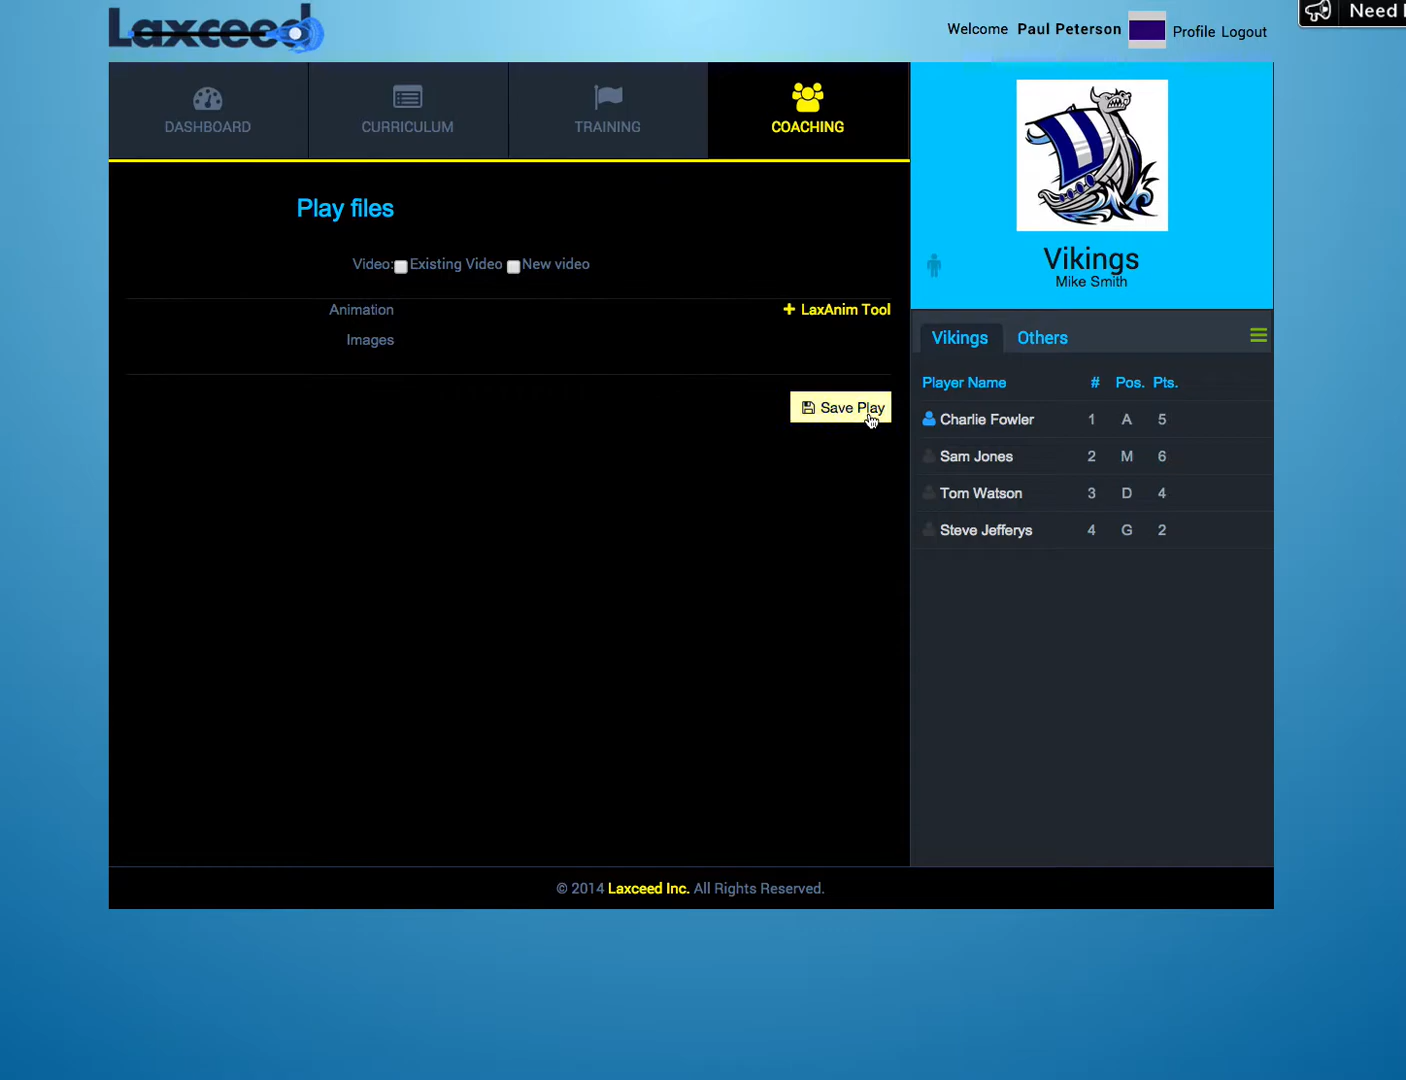 Laxceed
Welcome Paul Peterson Profile Logout
Need
DASHBOARD
CURRICULUM
TRAINING
COACHING
Play files
Video: Existing Video New video
Animation
+ LaxAnim Tool
Images
Save Play
Vikings
Mike Smith
Vikings Others
Player Name # Pos. Pts.
Charlie Fowler 1 A 5
Sam Jones 2 M 6
Tom Watson 3 D 4
Steve Jefferys 4 G 2
© 2014 Laxceed Inc. All Rights Reserved.